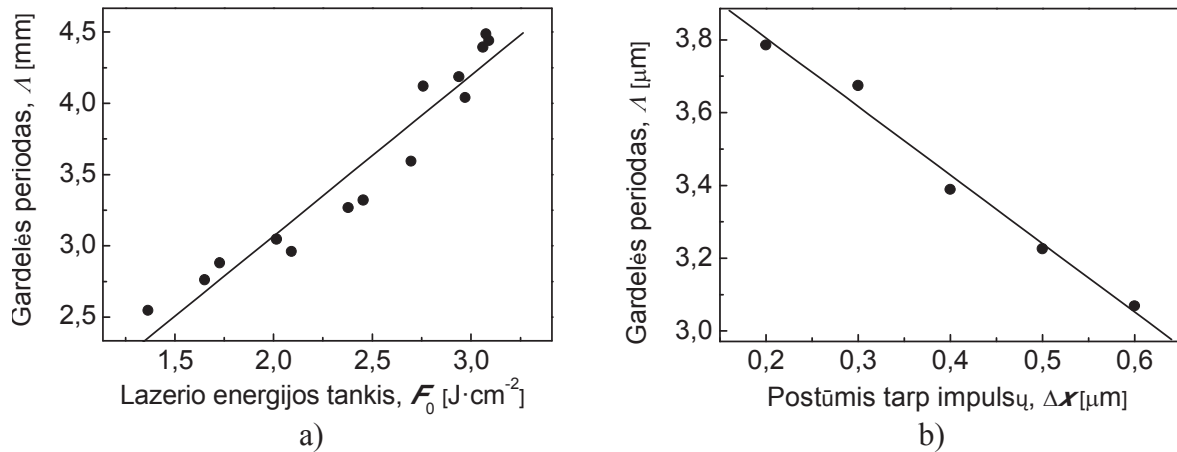 Gardelės periodas, Λ [mm]
4,5
4,0
3,5
3,0
2,5
1,5 2,0 2,5 3,0
Lazerio energijos tankis, F₀ [J·cm⁻²]
a)
Gardelės periodas, Λ [μm]
3,8
3,6
3,4
3,2
3,0
0,2 0,3 0,4 0,5 0,6
Postūmis tarp impulsų, Δx [μm]
b)